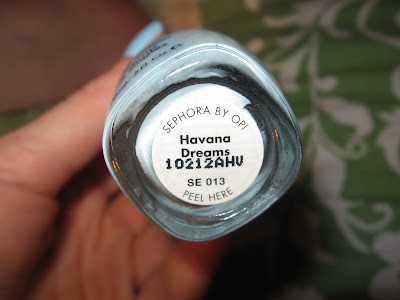 SEPHORA BY OPI
Havana
Dreams
10212AHV
SE 013
PEEL HERE